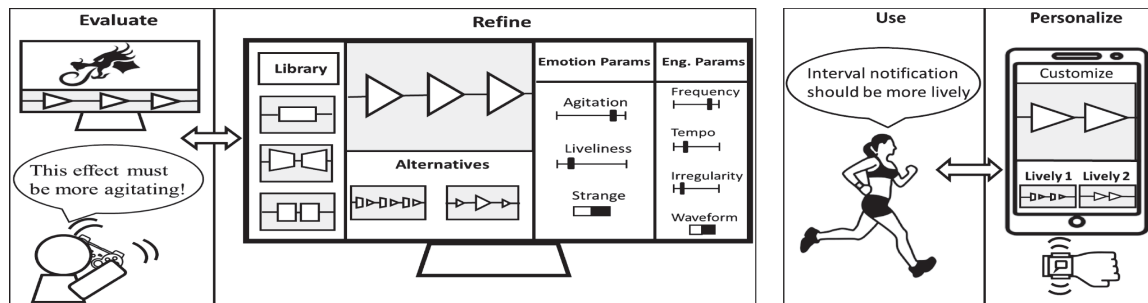 Evaluate
This effect must
be more agitating!
Refine
Library
Alternatives
Emotion Params
Agitation
Liveliness
Strange
Eng. Params
Frequency
Tempo
Irregularity
Waveform
Use
Interval notification
should be more lively
Personalize
Customize
Lively 1 Lively 2